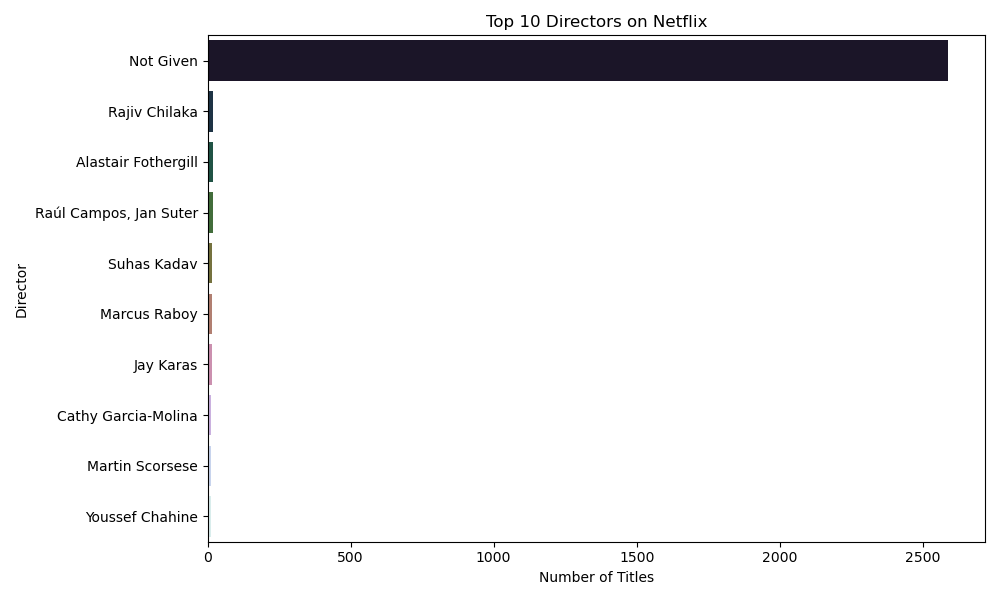 Top 10 Directors on Netflix
Not Given
Rajiv Chilaka
Alastair Fothergill
Raúl Campos, Jan Suter
Suhas Kadav
Marcus Raboy
Jay Karas
Cathy Garcia-Molina
Martin Scorsese
Youssef Chahine
Director
0 500 1000 1500 2000 2500
Number of Titles